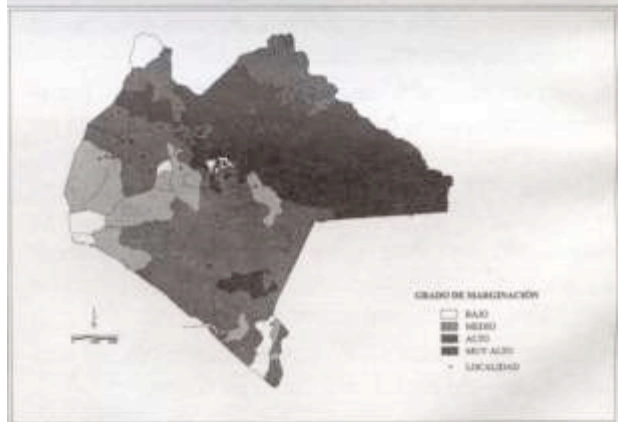 GRADO DE MARGINACIÓN
BAJO
MEDIO
ALTO
MUY ALTO
LOCALIDAD